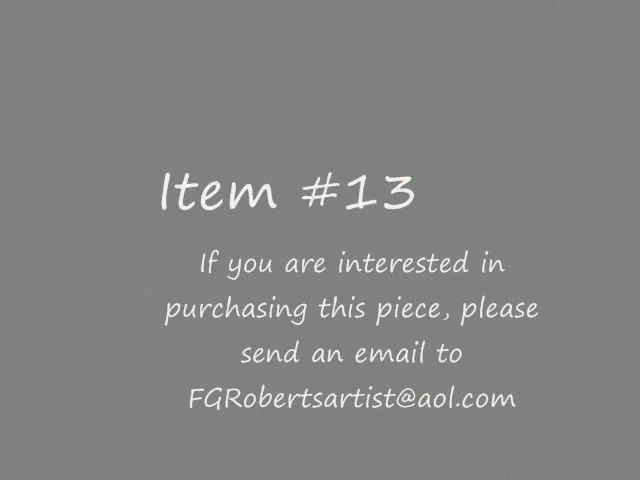 Item #13
If you are interested in
purchasing this piece, please
send an email to
FGRobertsartist@aol.com